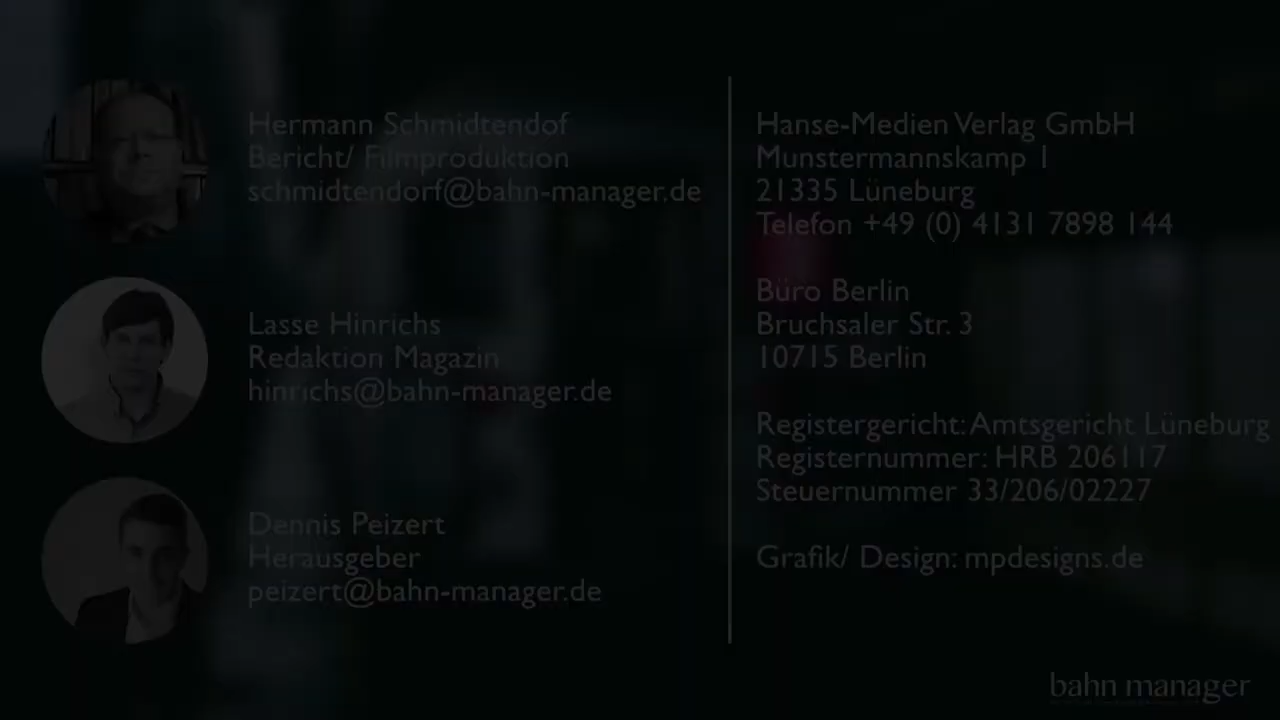 Hermann Schmidtendof
Bericht/ Filmproduktion
schmidtendorf@bahn-manager.de
Lasse Hinrichs
Redaktion Magazin
hinrichs@bahn-manager.de
Dennis Peizert
Herausgeber
peizert@bahn-manager.de
Hanse-Medien Verlag GmbH
Munstermannskamp 1
21335 Lüneburg
Telefon +49 (0) 4131 7898 144
Büro Berlin
Bruchsaler Str. 3
10715 Berlin
Registergericht: Amtsgericht Lüneburg
Registernummer: HRB 206117
Steuernummer 33/206/02227
Grafik/ Design: mpdesigns.de
bahn manager